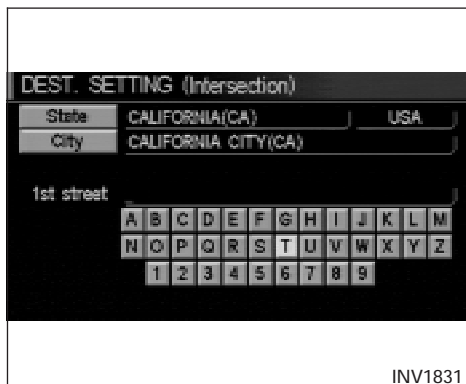 DEST. SETTING (Intersection)
State CALIFORNIA(CA) USA
City CALIFORNIA CITY(CA)
1st street _
A B C D E F G H I J K L M
N O P Q R S T U V W X Y Z
1 2 3 4 5 6 7 8 9
INV1831